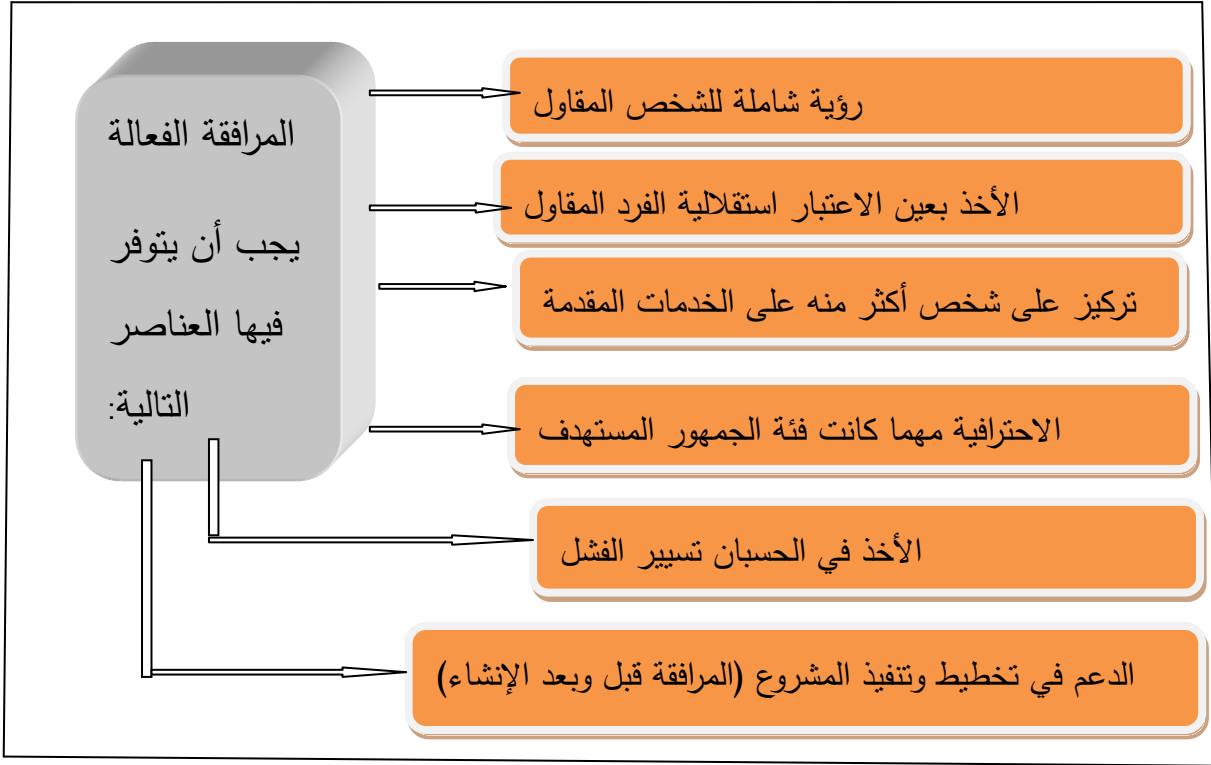 المرافقة الفعالة
يجب أن يتوفر
فيها العناصر
التالية:
رؤية شاملة للشخص المقاول
الأخذ بعين الاعتبار استقلالية الفرد المقاول
تركيز على شخص أكثر منه على الخدمات المقدمة
الاحترافية مهما كانت فئة الجمهور المستهدف
الأخذ في الحسبان تسيير الفشل
الدعم في تخطيط وتنفيذ المشروع (المرافقة قبل وبعد الإنشاء)